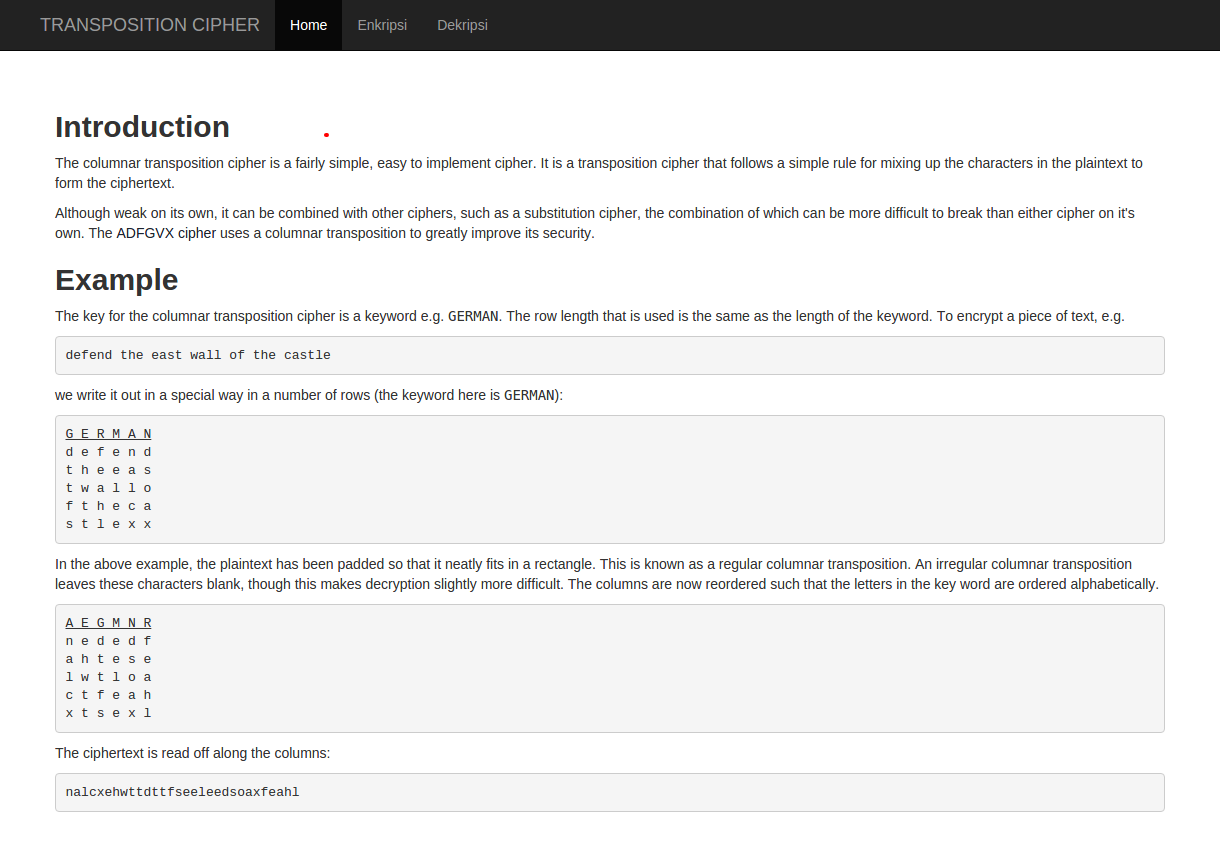 TRANSPOSITION CIPHER Home Enkripsi Dekripsi
Introduction
The columnar transposition cipher is a fairly simple, easy to implement cipher. It is a transposition cipher that follows a simple rule for mixing up the characters in the plaintext to
form the ciphertext.
Although weak on its own, it can be combined with other ciphers, such as a substitution cipher, the combination of which can be more difficult to break than either cipher on it's
own. The ADFGVX cipher uses a columnar transposition to greatly improve its security.
Example
The key for the columnar transposition cipher is a keyword e.g. GERMAN. The row length that is used is the same as the length of the keyword. To encrypt a piece of text, e.g.
defend the east wall of the castle
we write it out in a special way in a number of rows (the keyword here is GERMAN):
G E R M A N
d e f e n d
t h e e a s
t w a l l o
f t h e c a
s t l e x x
In the above example, the plaintext has been padded so that it neatly fits in a rectangle. This is known as a regular columnar transposition. An irregular columnar transposition
leaves these characters blank, though this makes decryption slightly more difficult. The columns are now reordered such that the letters in the key word are ordered alphabetically.
A E G M N R
n e d e d f
a h t e s e
l w t l o a
c t f e a h
x t s e x l
The ciphertext is read off along the columns:
nalcxehwttdttfseeleedsoaxfeahl